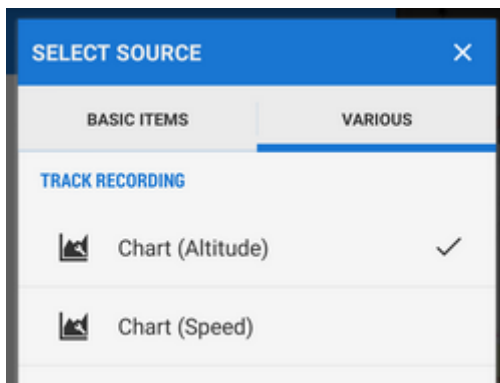 SELECT SOURCE
BASIC ITEMS
VARIOUS
TRACK RECORDING
Chart (Altitude)
Chart (Speed)